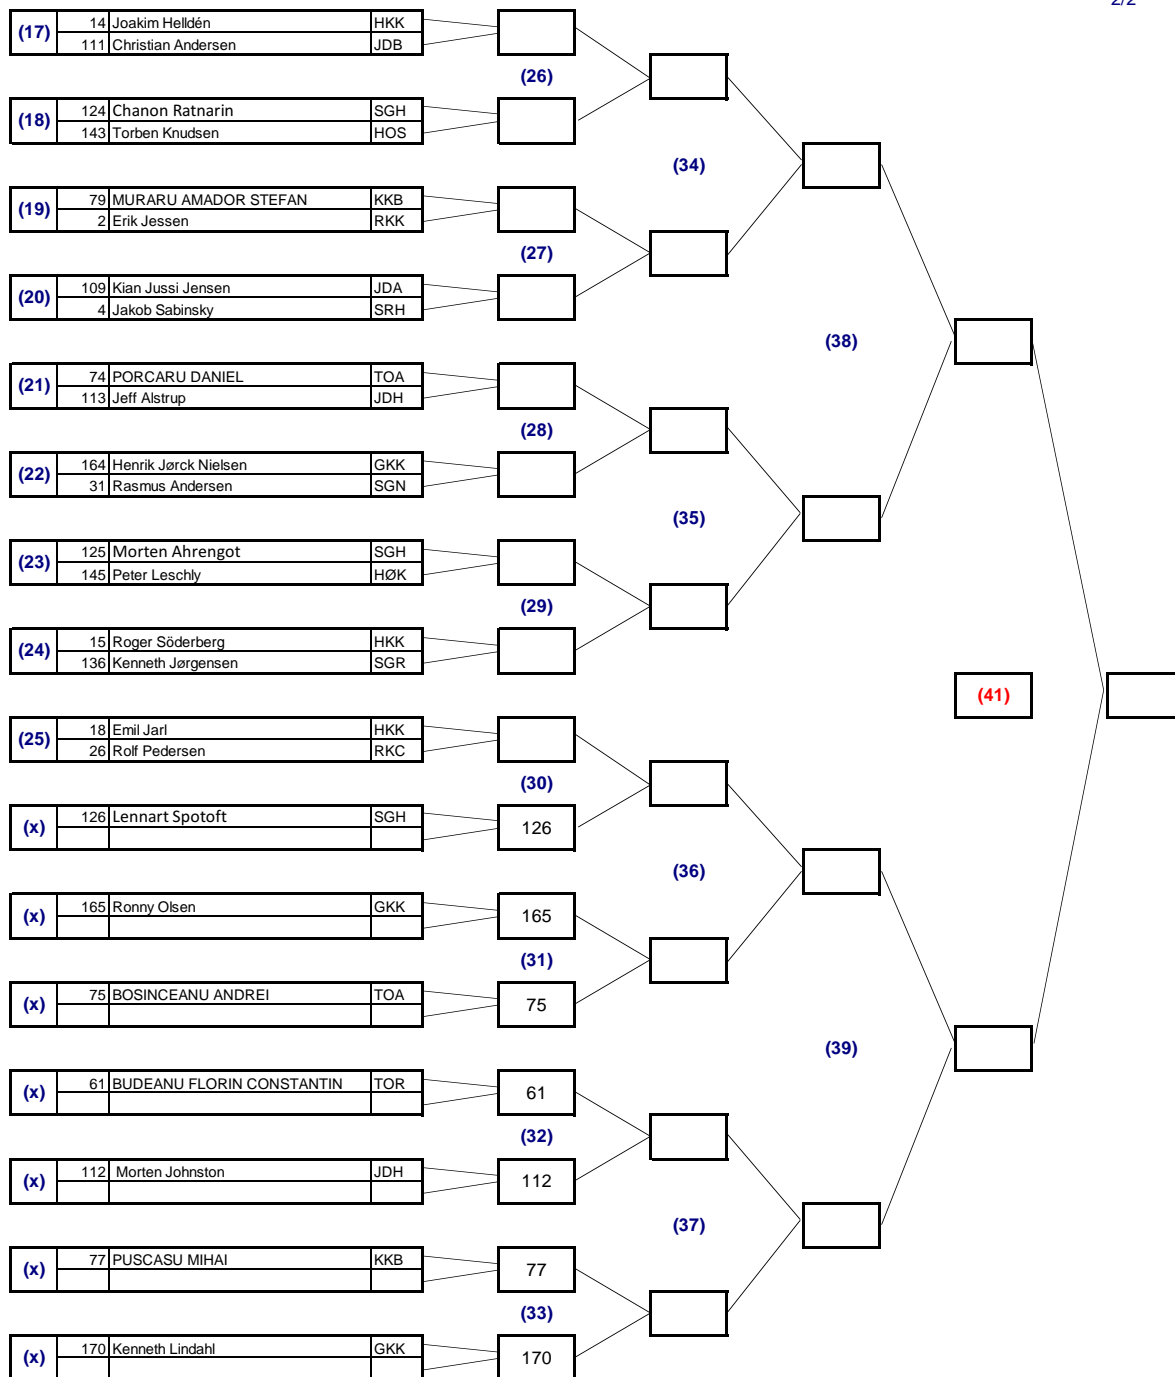 2/2
(17) 14 Joakim Helldén HKK
111 Christian Andersen JDB
(26)
(18) 124 Chanon Ratnarin SGH
143 Torben Knudsen HOS
(34)
(19) 79 MURARU AMADOR STEFAN KKB
2 Erik Jessen RKK
(27)
(20) 109 Kian Jussi Jensen JDA
4 Jakob Sabinsky SRH
(38)
(21) 74 PORCARU DANIEL TOA
113 Jeff Alstrup JDH
(28)
(22) 164 Henrik Jørck Nielsen GKK
31 Rasmus Andersen SGN
(35)
(23) 125 Morten Ahrengot SGH
145 Peter Leschly HØK
(29)
(24) 15 Roger Söderberg HKK
136 Kenneth Jørgensen SGR
(41)
(25) 18 Emil Jarl HKK
26 Rolf Pedersen RKC
(30)
(x) 126 Lennart Spotoft SGH 126
(36)
(x) 165 Ronny Olsen GKK 165
(31)
(x) 75 BOSINCEANU ANDREI TOA 75
(39)
(x) 61 BUDEANU FLORIN CONSTANTIN TOR 61
(32)
(x) 112 Morten Johnston JDH 112
(37)
(x) 77 PUSCASU MIHAI KKB 77
(33)
(x) 170 Kenneth Lindahl GKK 170